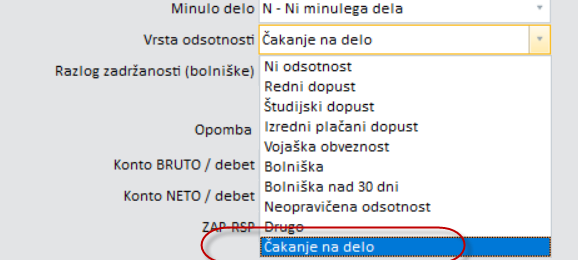 Minulo delo N - Ni minulega dela
Vrsta odsotnosti Čakanje na delo
Razlog zadržanosti (bolniške) Ni odsotnost
Redni dopust
Študijski dopust
Opomba Izredni plačani dopust
Vojaška obveznost
Konto BRUTO / debet Bolniška
Bolniška nad 30 dni
Konto NETO / debet Neopravičena odsotnost
ZAP-RSP Drugo
Čakanje na delo